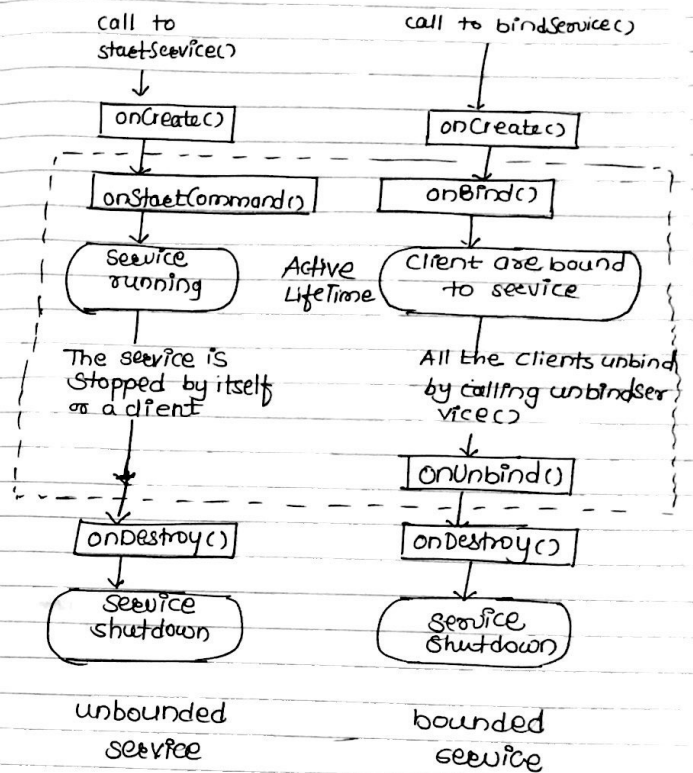 call to
startService()
onCreate()
onStartCommand()
Service
running
The service is
Stopped by itself
or a client
onDestroy()
Service
shutdown
unbounded
service
Active
LifeTime
call to bindService()
onCreate()
onBind()
Client are bound
to service
All the Clients unbind
by calling unbindSer
vice()
onUnbind()
onDestroy()
Service
Shutdown
bounded
service